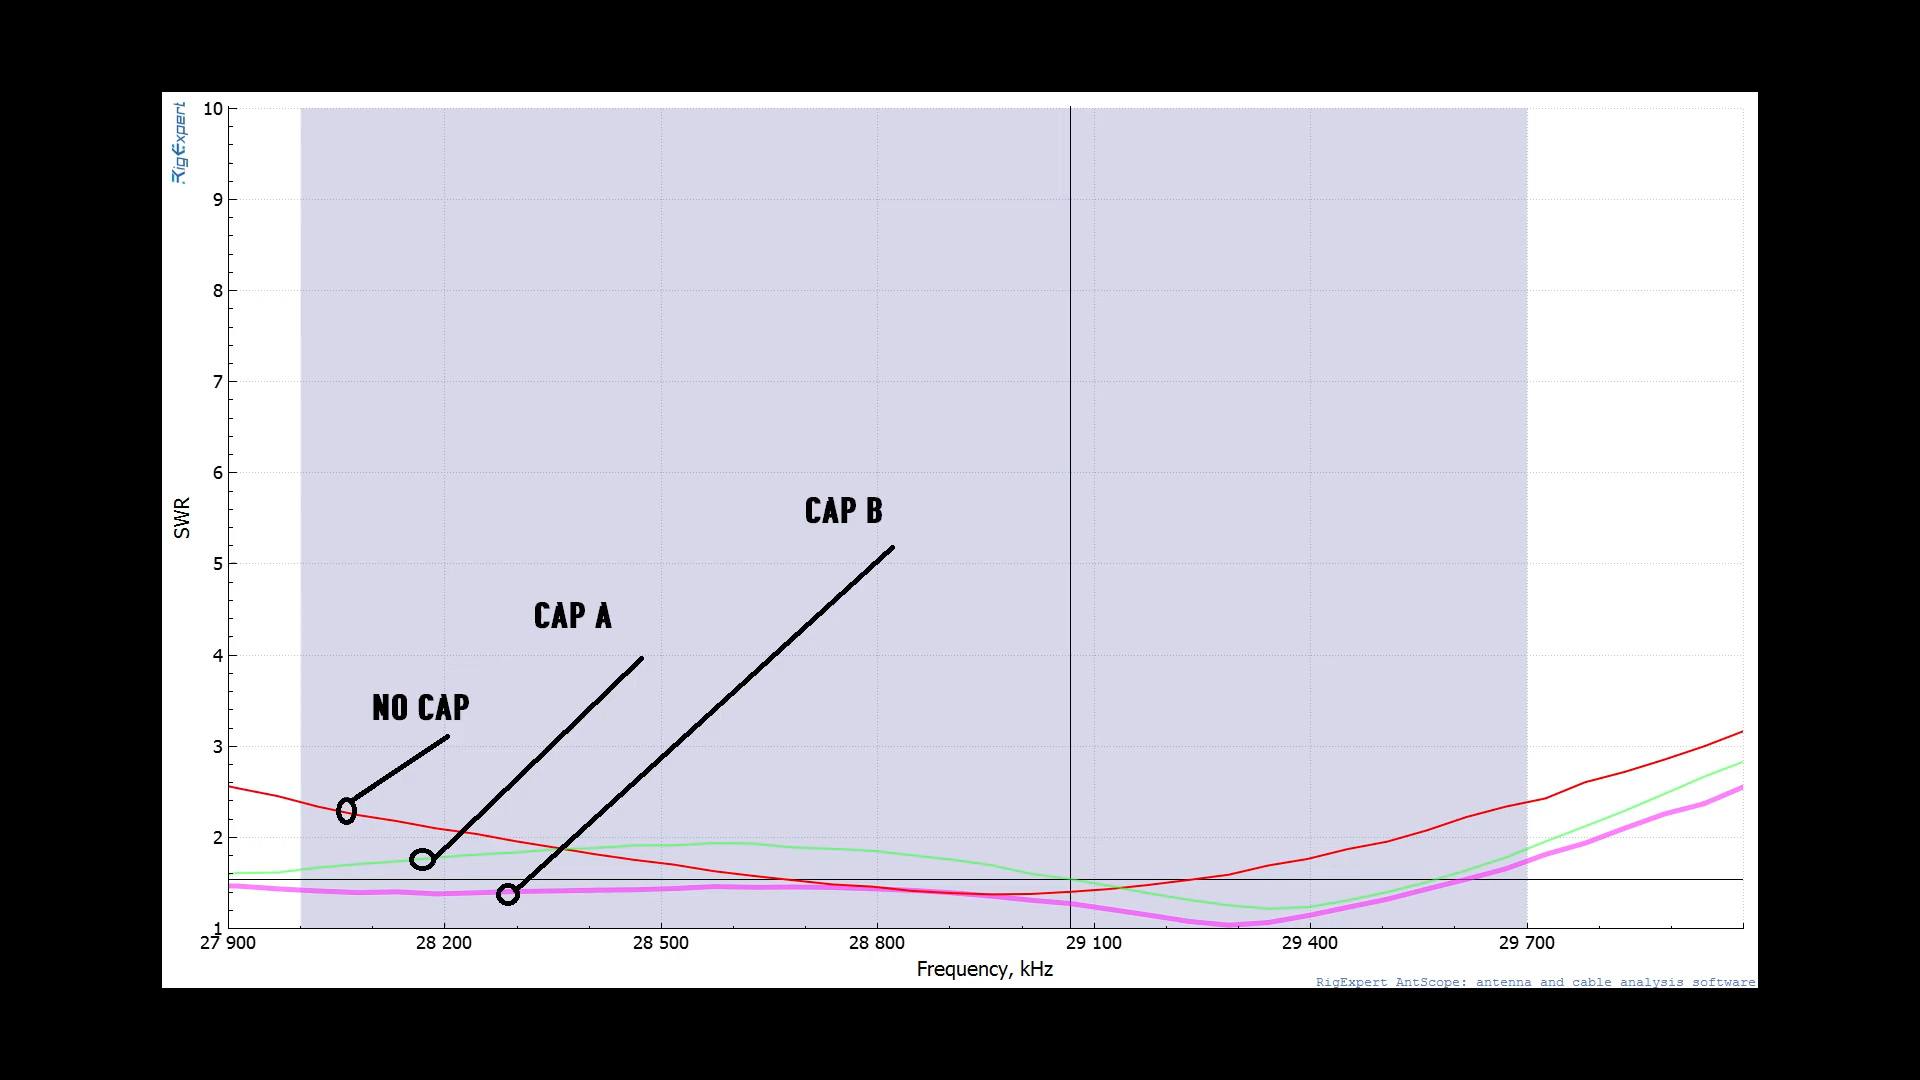 RigExpert
10
9
8
7
6
5
4
3
2
1
SWR
CAP B
CAP A
NO CAP
27 900 28 200 28 500 28 800 29 100 29 400 29 700
Frequency, kHz
RigExpert AntScope: antenna and cable analysis software